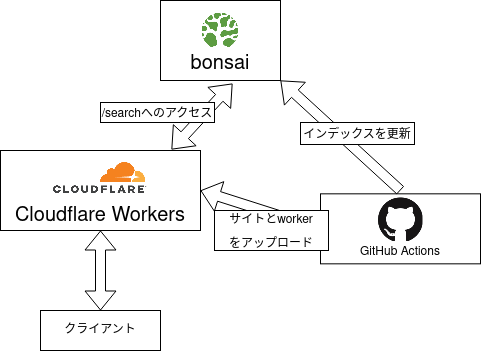 bonsai
/searchへのアクセス
インデックスを更新
CLOUDFLARE
Cloudflare Workers
サイトとworker
をアップロード
GitHub Actions
クライアント